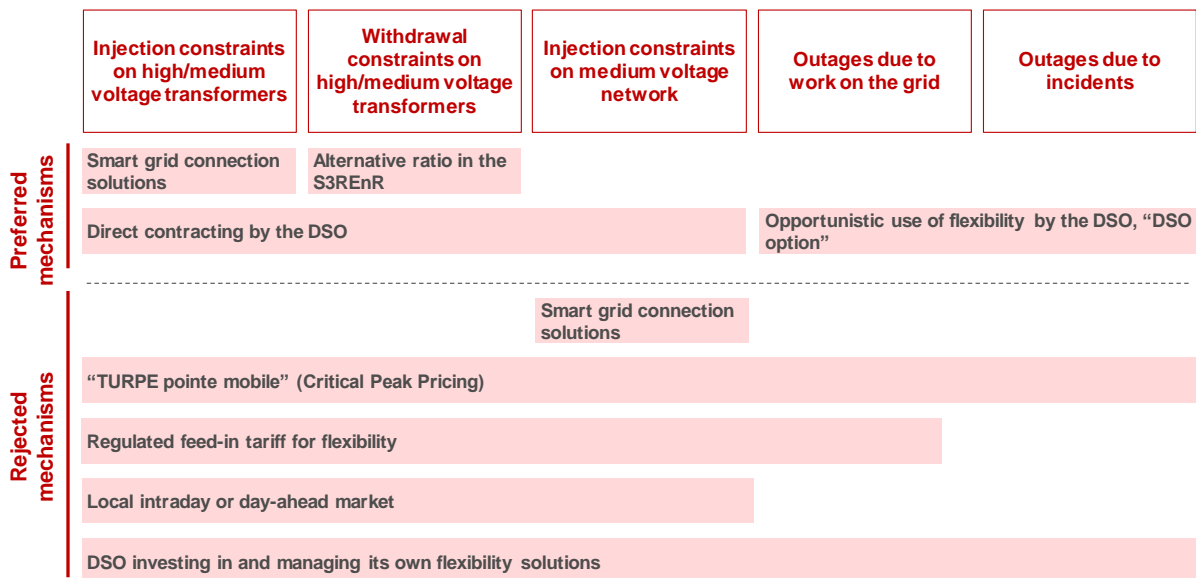 Injection constraints
on high/medium
voltage transformers
Withdrawal
constraints on
high/medium voltage
transformers
Injection constraints
on medium voltage
network
Outages due to
work on the grid
Outages due to
incidents
Preferred
mechanisms
Smart grid connection
solutions
Alternative ratio in the
S3REnR
Direct contracting by the DSO
Opportunistic use of flexibility by the DSO, “DSO
option”
Rejected
mechanisms
Smart grid connection
solutions
“TURPE pointe mobile” (Critical Peak Pricing)
Regulated feed-in tariff for flexibility
Local intraday or day-ahead market
DSO investing in and managing its own flexibility solutions